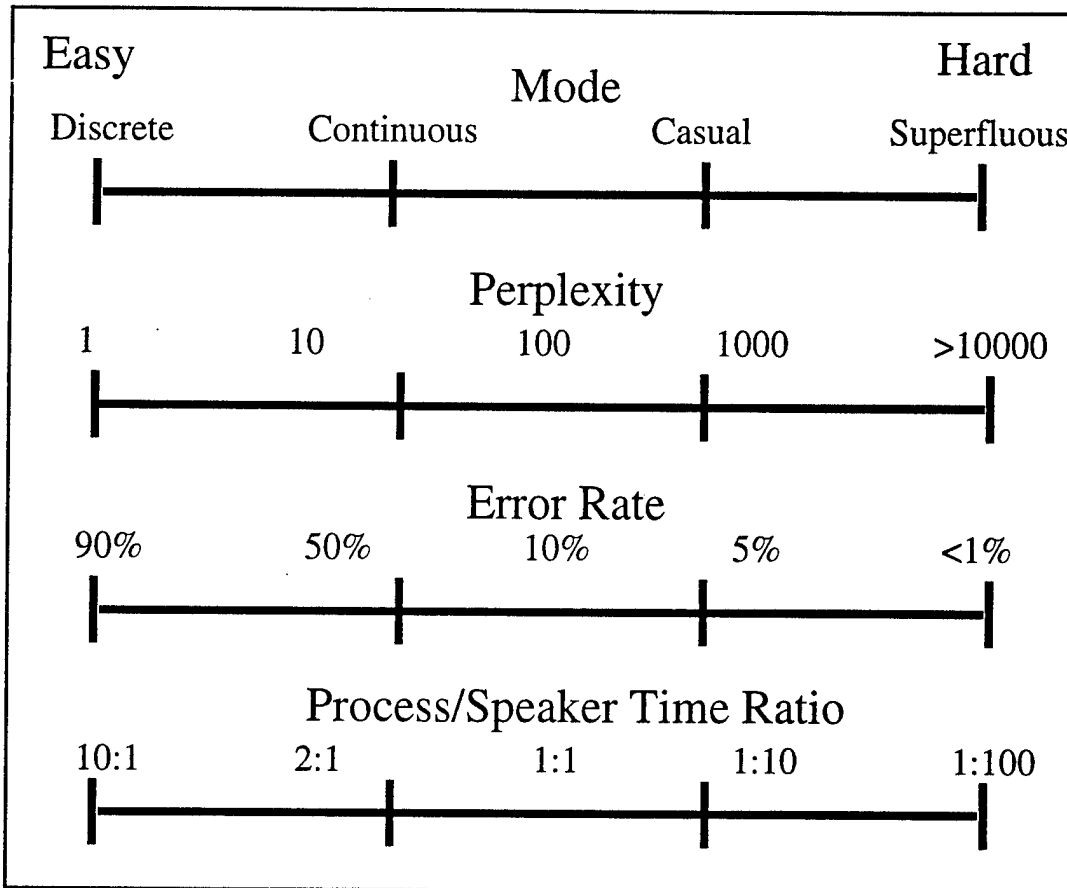 Easy Hard
Mode
Discrete Continuous Casual Superfluous
Perplexity
1 10 100 1000 >10000
Error Rate
90% 50% 10% 5% <1%
Process/Speaker Time Ratio
10:1 2:1 1:1 1:10 1:100